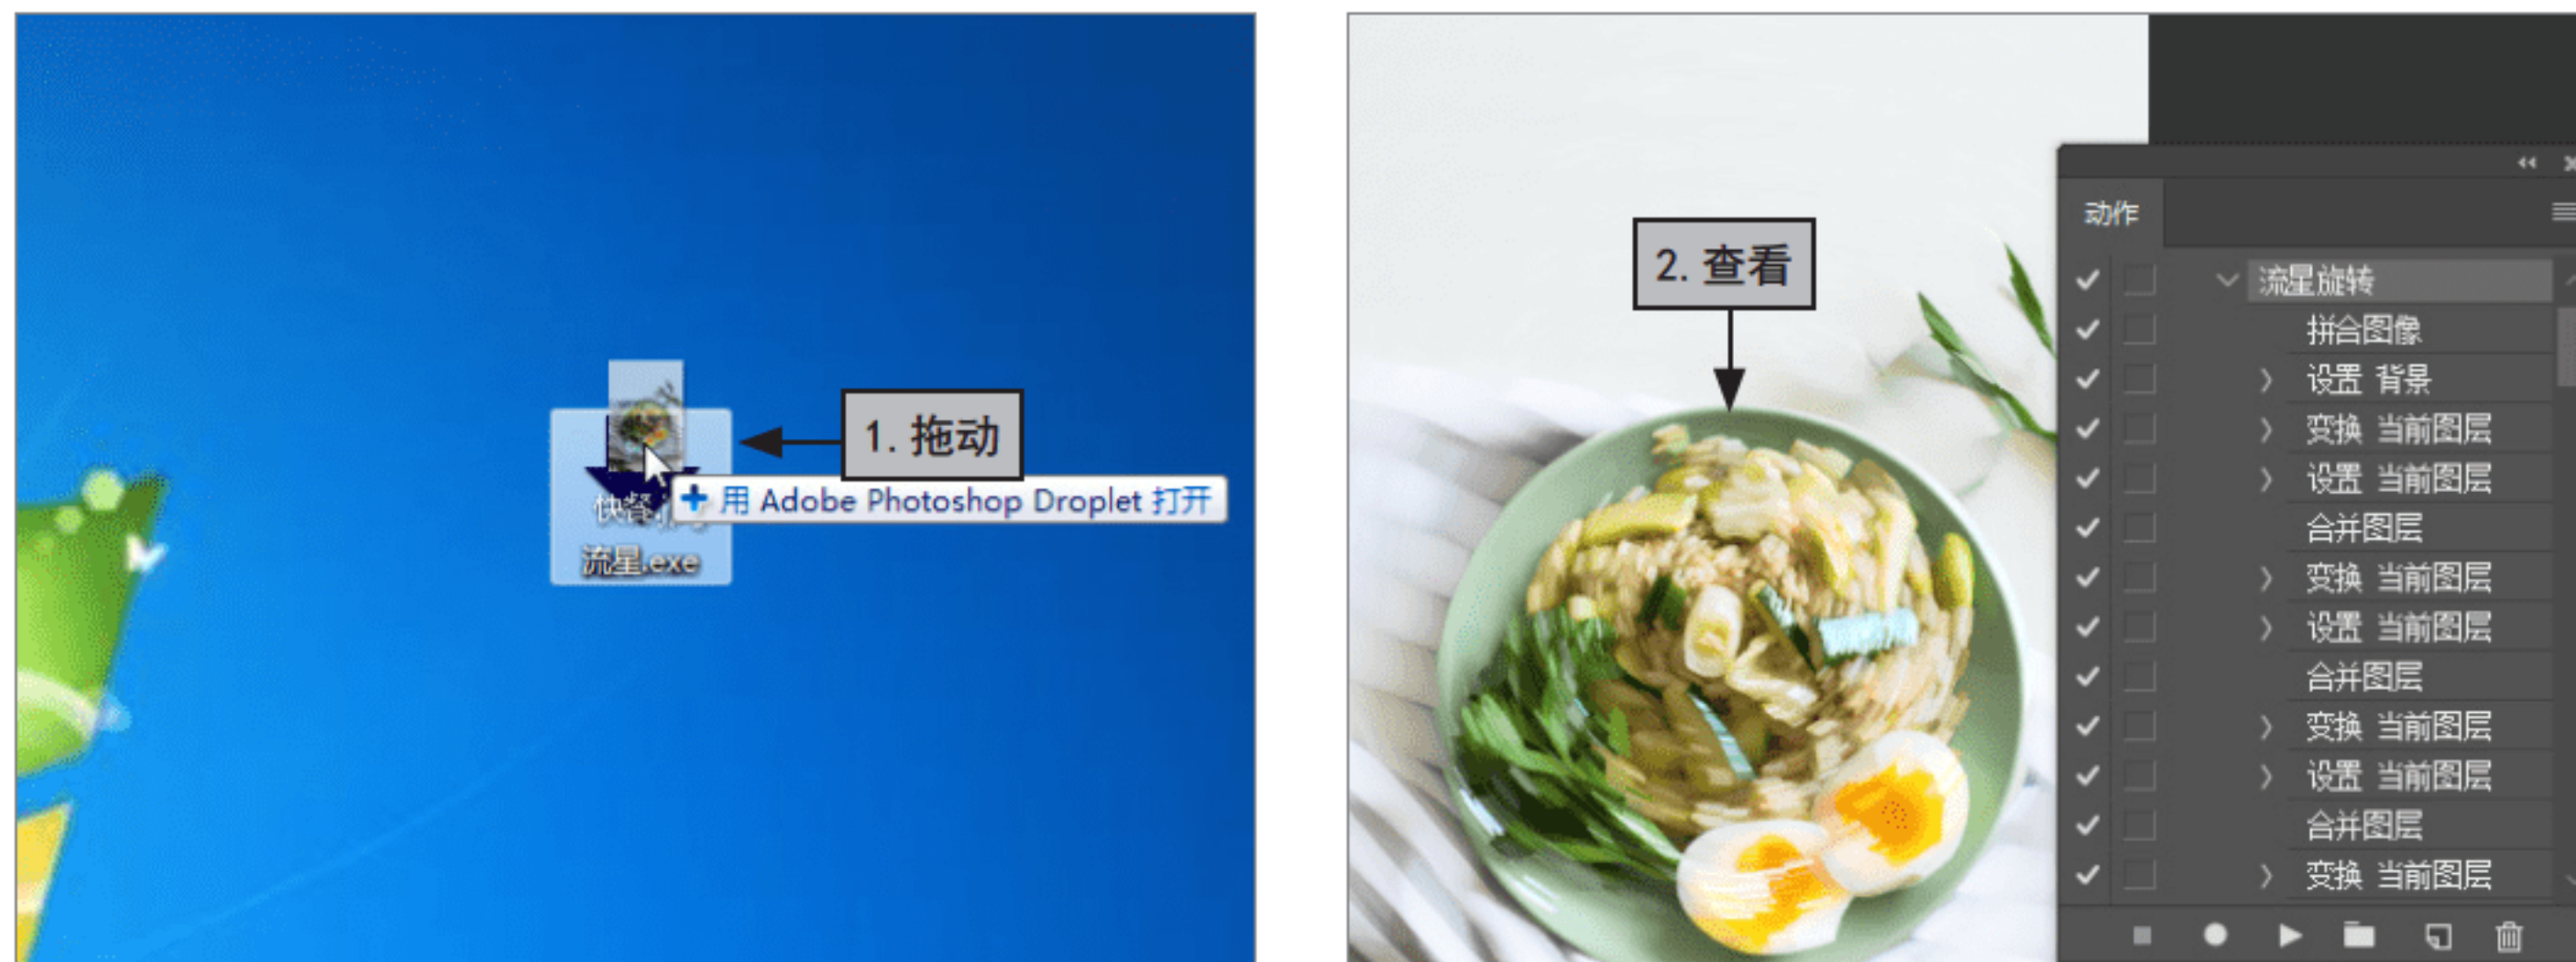 1. 拖动
用 Adobe Photoshop Droplet 打开
快餐
流星.exe
2. 查看
动作
流星旋转
拼合图像
设置 背景
变换 当前图层
设置 当前图层
合并图层
变换 当前图层
设置 当前图层
合并图层
变换 当前图层
设置 当前图层
合并图层
变换 当前图层